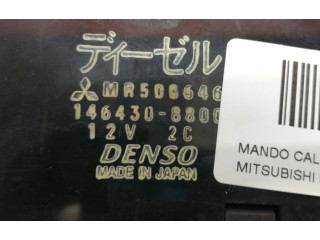 ディーゼル
MR500646
146430-8800
12V 2C
DENSO
MADE IN JAPAN
MANDO CAL
MITSUBISHI